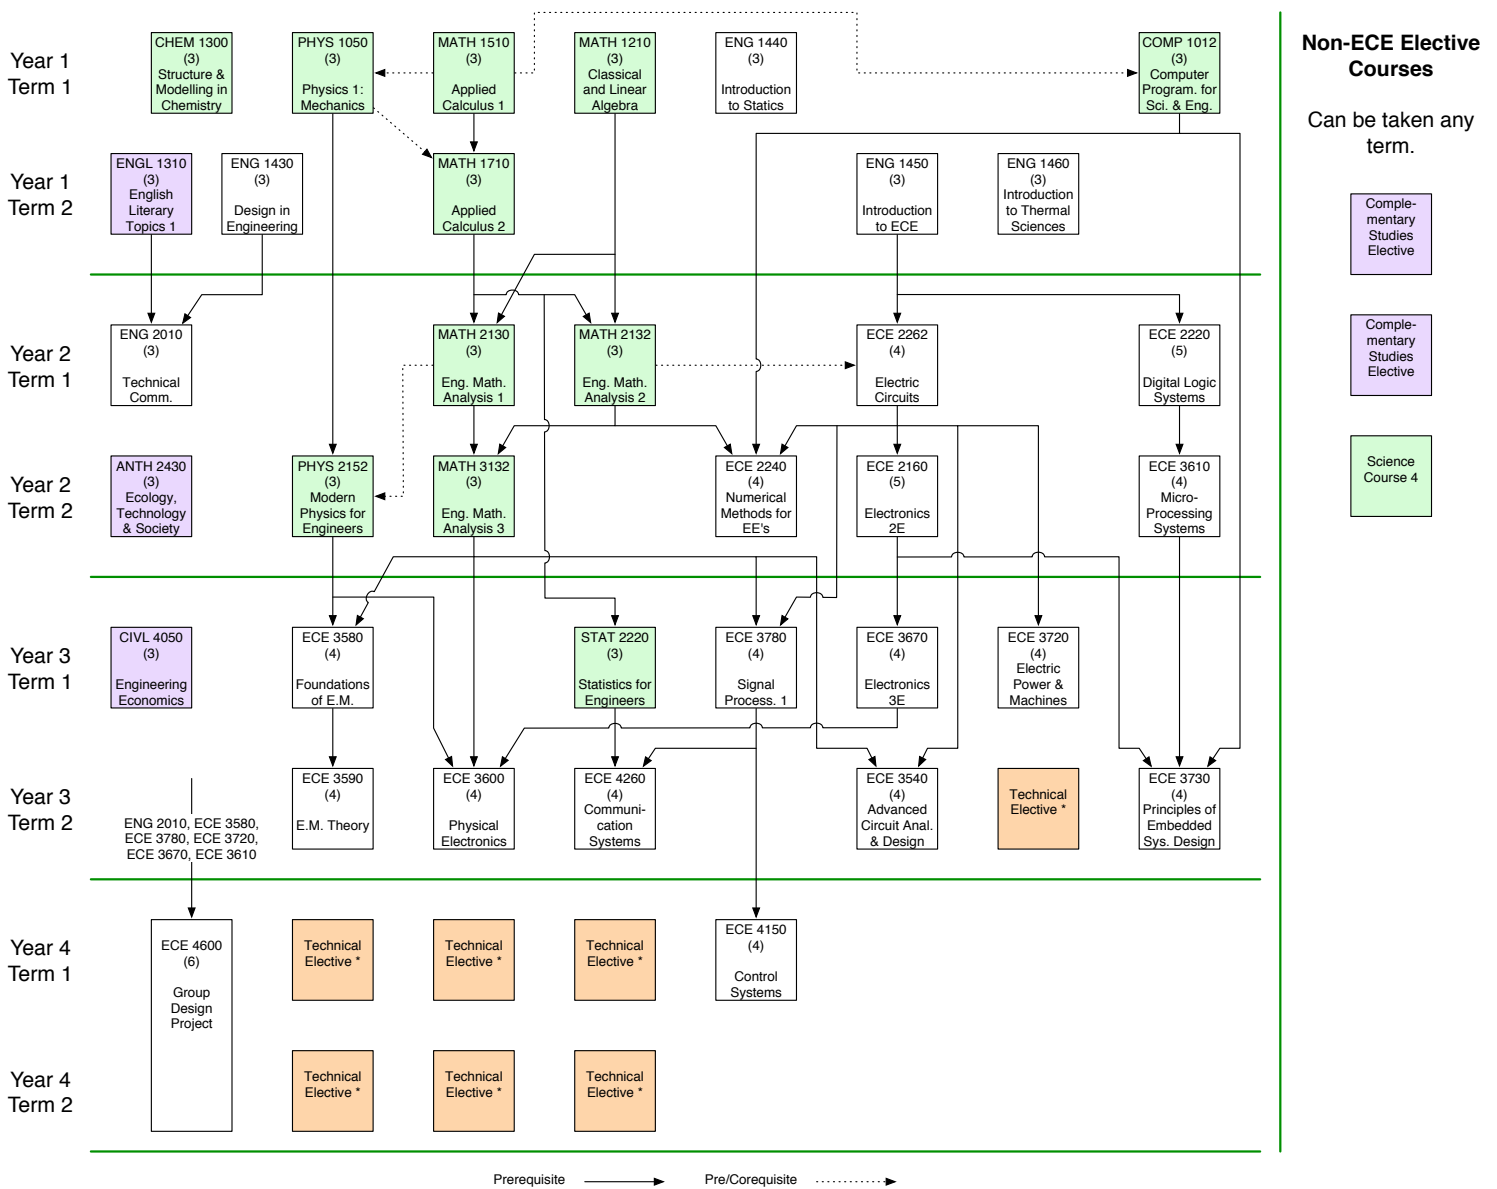 Year 1
Term 1
CHEM 1300
(3)
Structure &
Modelling in
Chemistry
PHYS 1050
(3)
Physics 1:
Mechanics
MATH 1510
(3)
Applied
Calculus 1
MATH 1210
(3)
Classical
and Linear
Algebra
ENG 1440
(3)
Introduction
to Statics
COMP 1012
(3)
Computer
Program. for
Sci. & Eng.
Year 1
Term 2
ENGL 1310
(3)
English
Literary
Topics 1
ENG 1430
(3)
Design in
Engineering
MATH 1710
(3)
Applied
Calculus 2
ENG 1450
(3)
Introduction
to ECE
ENG 1460
(3)
Introduction
to Thermal
Sciences
Year 2
Term 1
ENG 2010
(3)
Technical
Comm.
MATH 2130
(3)
Eng. Math.
Analysis 1
MATH 2132
(3)
Eng. Math.
Analysis 2
ECE 2262
(4)
Electric
Circuits
ECE 2220
(5)
Digital Logic
Systems
Year 2
Term 2
ANTH 2430
(3)
Ecology,
Technology
& Society
PHYS 2152
(3)
Modern
Physics for
Engineers
MATH 3132
(3)
Eng. Math.
Analysis 3
ECE 2240
(4)
Numerical
Methods for
EE's
ECE 2160
(5)
Electronics
2E
ECE 3610
(4)
Micro-
Processing
Systems
Year 3
Term 1
CIVL 4050
(3)
Engineering
Economics
ECE 3580
(4)
Foundations
of E.M.
STAT 2220
(3)
Statistics for
Engineers
ECE 3780
(4)
Signal
Process. 1
ECE 3670
(4)
Electronics
3E
ECE 3720
(4)
Electric
Power &
Machines
Year 3
Term 2
ENG 2010, ECE 3580,
ECE 3780, ECE 3720,
ECE 3670, ECE 3610
ECE 3590
(4)
E.M. Theory
ECE 3600
(4)
Physical
Electronics
ECE 4260
(4)
Communi-
cation
Systems
ECE 3540
(4)
Advanced
Circuit Anal.
& Design
Technical
Elective *
ECE 3730
(4)
Principles of
Embedded
Sys. Design
Year 4
Term 1
ECE 4600
(6)
Group
Design
Project
Technical
Elective *
Technical
Elective *
Technical
Elective *
ECE 4150
(4)
Control
Systems
Year 4
Term 2
Technical
Elective *
Technical
Elective *
Technical
Elective *
Prerequisite
Pre/Corequisite
Non-ECE Elective
Courses
Can be taken any
term.
Comple-
mentary
Studies
Elective
Comple-
mentary
Studies
Elective
Science
Course 4